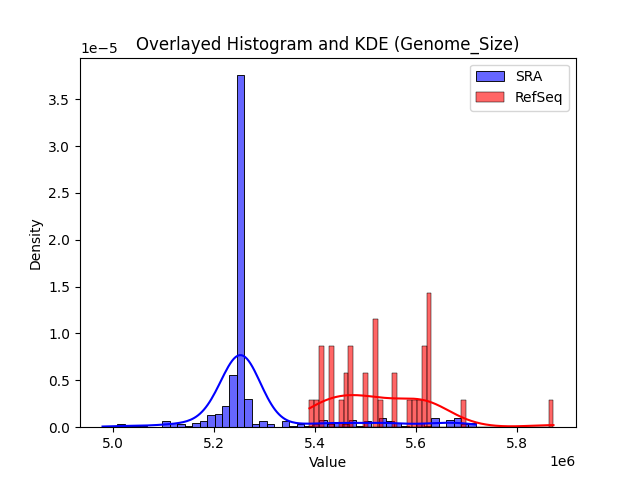 Overlayed Histogram and KDE (Genome_Size)
1e−5
SRA
RefSeq
3.5
3.0
2.5
2.0
1.5
1.0
0.5
0.0
Density
5.0 5.2 5.4 5.6 5.8
Value
1e6